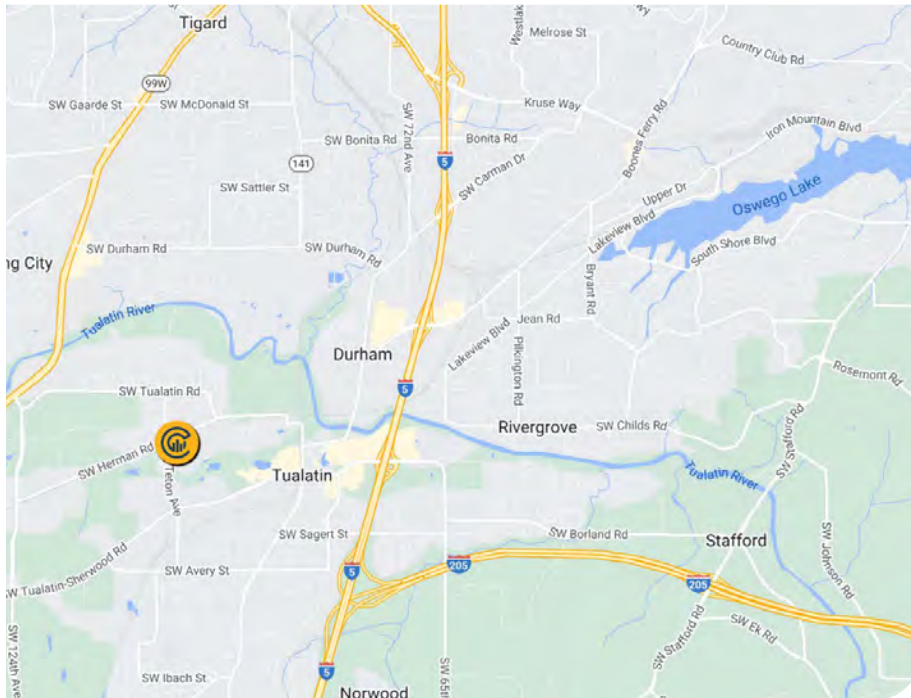 Tigard
Westlak
Melrose St
wy
Country Club Rd
99W
SW Gaarde St
SW McDonald St
SW 72nd Ave
Kruse Way
Boones Ferry Rd
Iron Mountain Blvd
SW Bonita Rd
Bonita Rd
5
141
SW Carman Dr
SW Sattler St
Upper Dr
Oswego Lake
Lakeview Blvd
South Shore Blvd
SW Durham Rd
SW Durham Rd
ng City
Bryant Rd
Tualatin River
Jean Rd
Lakeview Blvd
Pilkington Rd
Durham
Rosemont Rd
5
SW Tualatin Rd
Rivergrove
SW Childs Rd
SW Stafford Rd
SW Herman Rd
Tualatin
Tualatin River
Teton Ave
SW Sagert St
SW Borland Rd
Stafford
SW Johnson Rd
SW Tualatin-Sherwood Rd
SW Avery St
5
205
205
SW Ek Rd
SW Stafford Rd
SW 124th Ave
SW Ibach St
5
SW 65th
Norwood